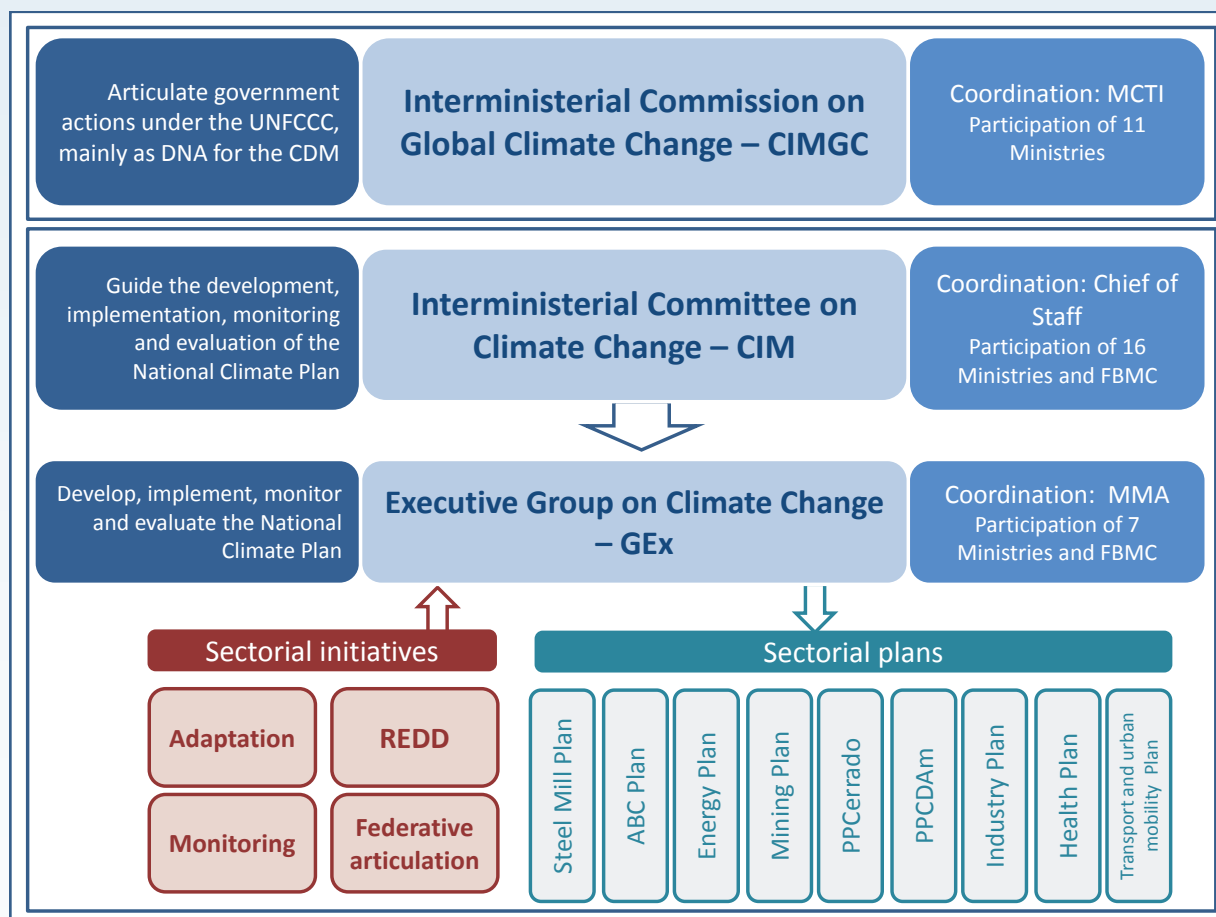 Articulate government
actions under the UNFCCC,
mainly as DNA for the CDM
Interministerial Commission on
Global Climate Change – CIMGC
Coordination: MCTI
Participation of 11
Ministries
Guide the development,
implementation, monitoring
and evaluation of the
National Climate Plan
Interministerial Committee on
Climate Change – CIM
Coordination: Chief of
Staff
Participation of 16
Ministries and FBMC
Develop, implement, monitor
and evaluate the National
Climate Plan
Executive Group on Climate Change
– GEx
Coordination: MMA
Participation of 7
Ministries and FBMC
Sectorial initiatives
Adaptation
REDD
Monitoring
Federative
articulation
Sectorial plans
Steel Mill Plan
ABC Plan
Energy Plan
Mining Plan
PPCerrado
PPCDAm
Industry Plan
Health Plan
Transport and urban
mobility Plan